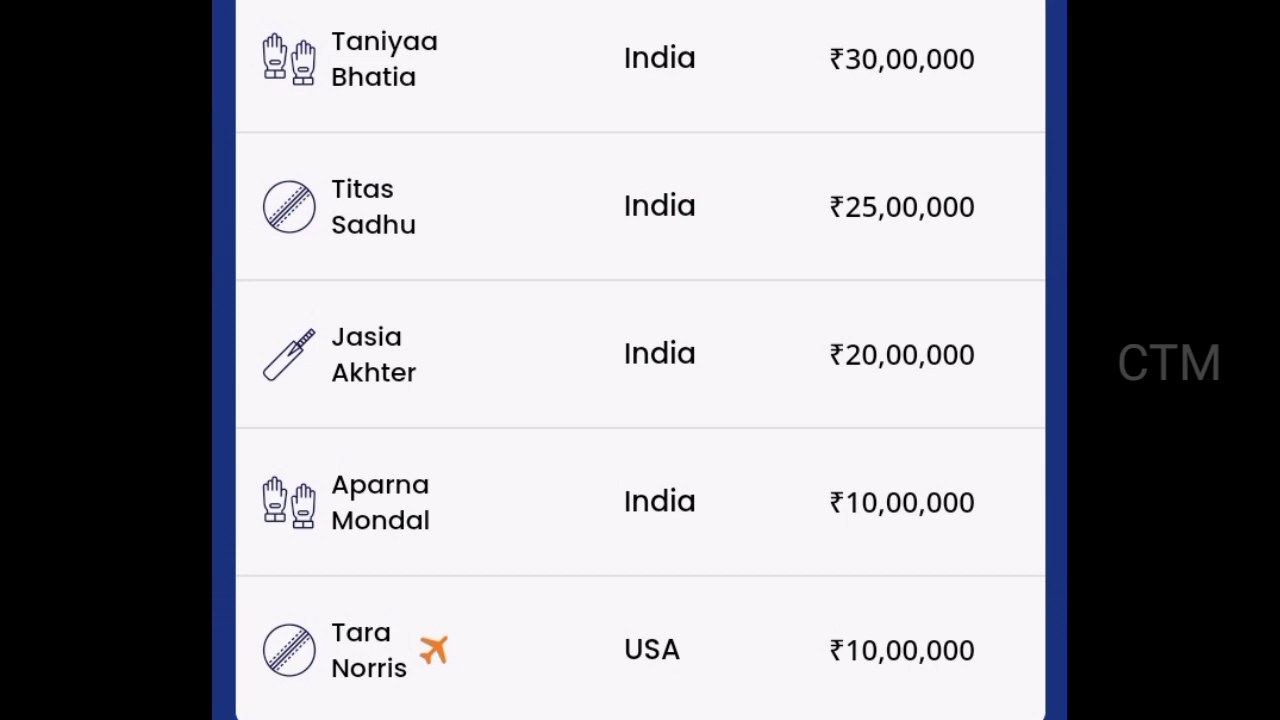 Taniyaa
Bhatia
India
₹30,00,000
Titas
Sadhu
India
₹25,00,000
Jasia
Akhter
India
₹20,00,000
Aparna
Mondal
India
₹10,00,000
Tara
Norris
USA
₹10,00,000
CTM